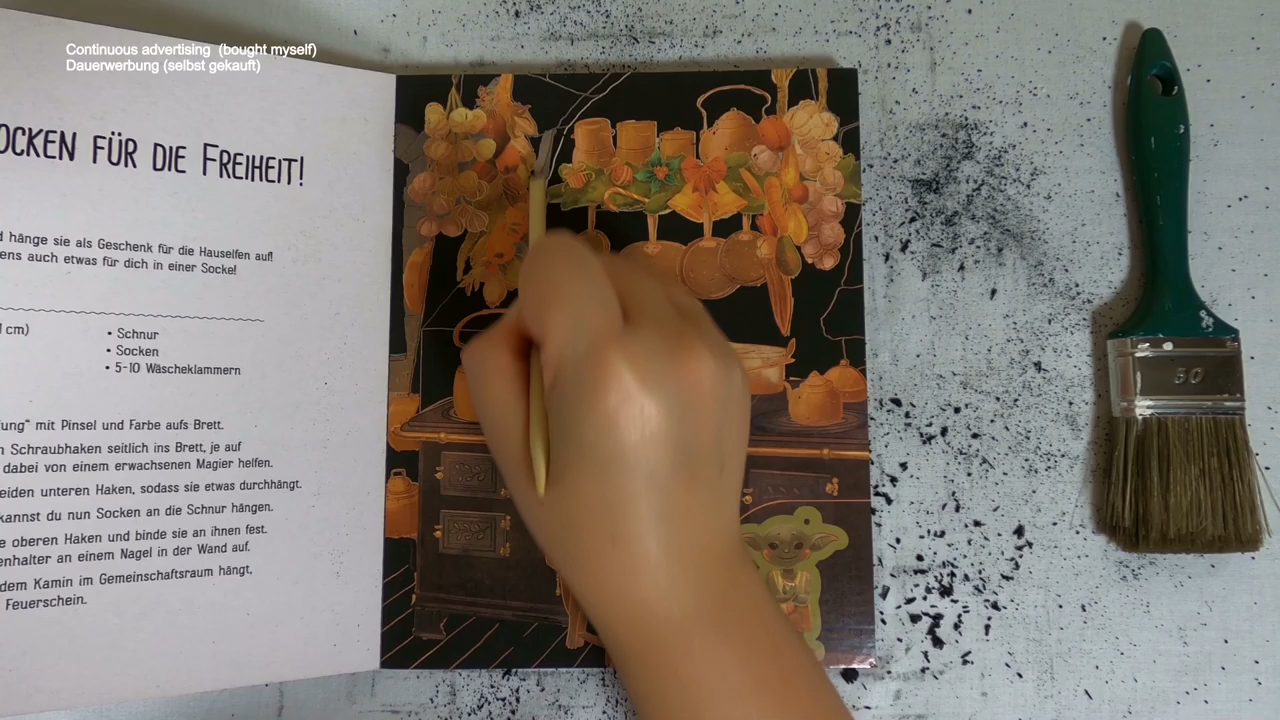 Continuous advertising (bought myself)
Dauerwerbung (selbst gekauft)
OCKEN FÜR DIE FREIHEIT!
hänge sie als Geschenk für die Hauselfen auf!
ens auch etwas für dich in einer Socke!
cm)
• Schnur
• Socken
• 5-10 Wäscheklammern
ung“ mit Pinsel und Farbe aufs Brett.
Schraubhaken seitlich ins Brett, je auf
dabei von einem erwachsenen Magier helfen.
eiden unteren Haken, sodass sie etwas durchhängt.
kannst du nun Socken an die Schnur hängen.
e oberen Haken und binde sie an ihnen fest.
enhalter an einem Nagel in der Wand auf.
dem Kamin im Gemeinschaftsraum hängt,
Feuerschein.
50